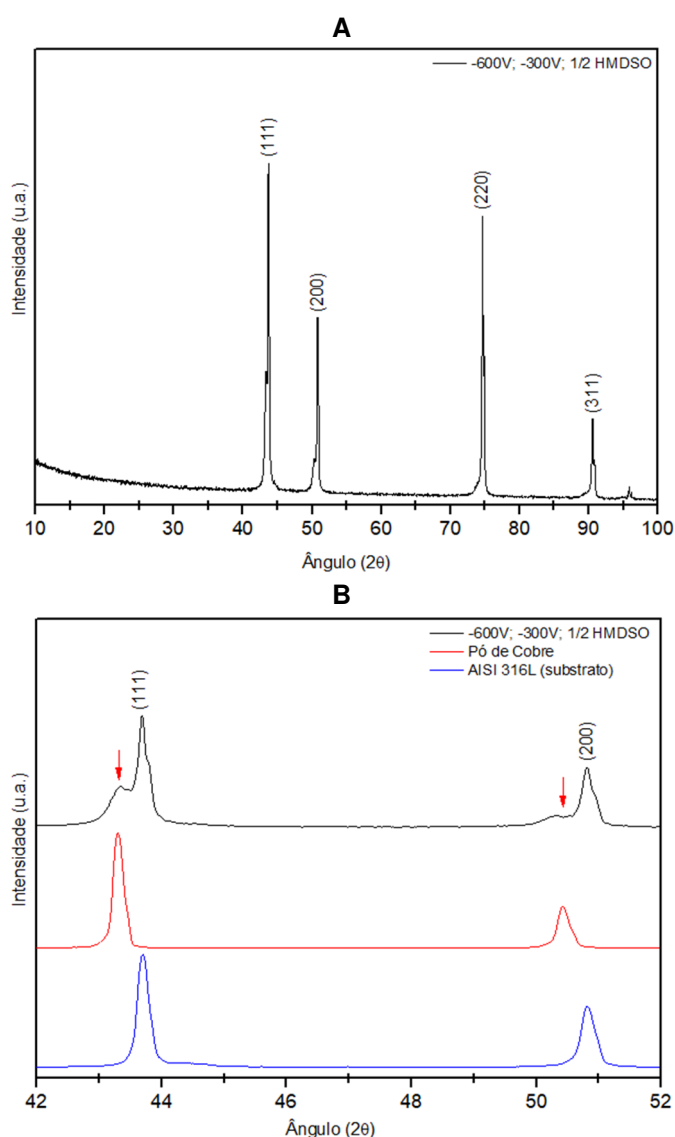 A
-600V; -300V; 1/2 HMDSO
(111)
(200)
(220)
(311)
Intensidade (u.a.)
10 20 30 40 50 60 70 80 90 100
Ângulo (2θ)
B
-600V; -300V; 1/2 HMDSO
Pó de Cobre
AISI 316L (substrato)
(111)
(200)
Intensidade (u.a.)
42 44 46 48 50 52
Ângulo (2θ)